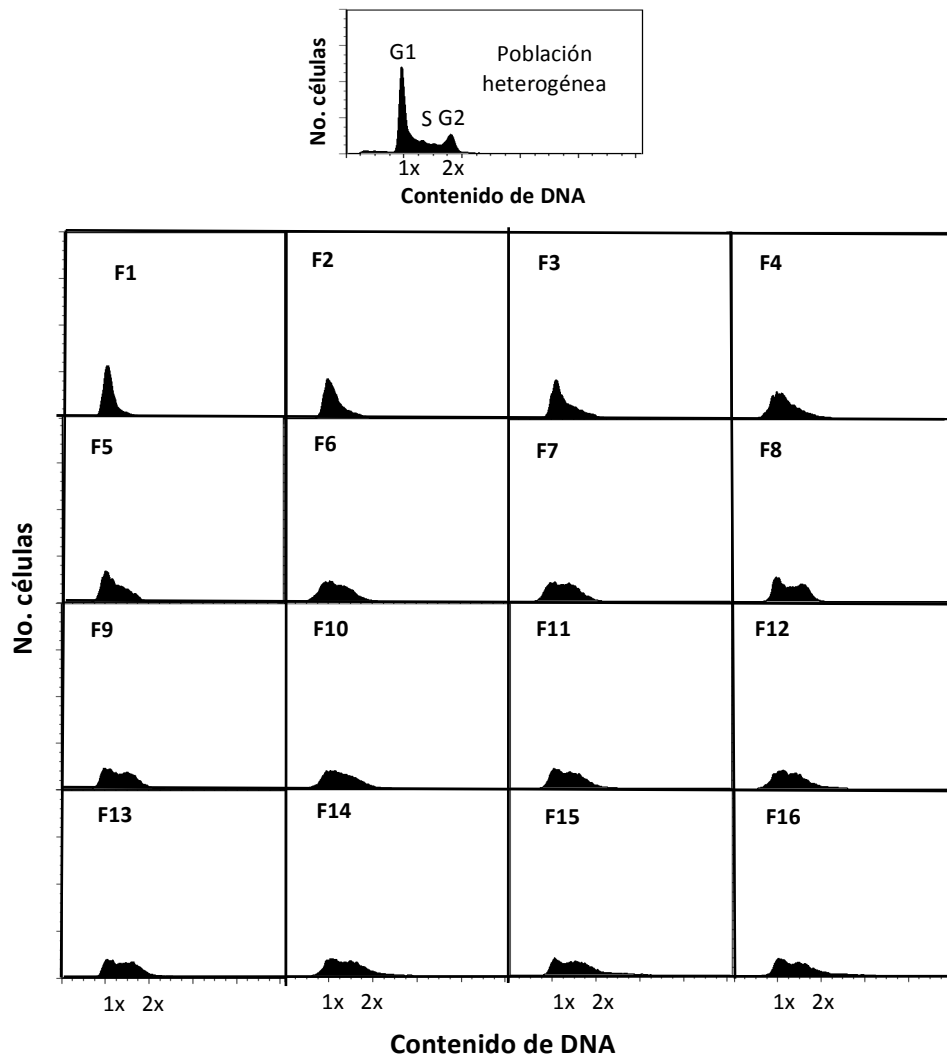 No. células
G1
S G2
Población
heterogénea
1x 2x
Contenido de DNA
No. células
F1 F2 F3 F4
F5 F6 F7 F8
F9 F10 F11 F12
F13 F14 F15 F16
1x 2x 1x 2x 1x 2x 1x 2x
Contenido de DNA